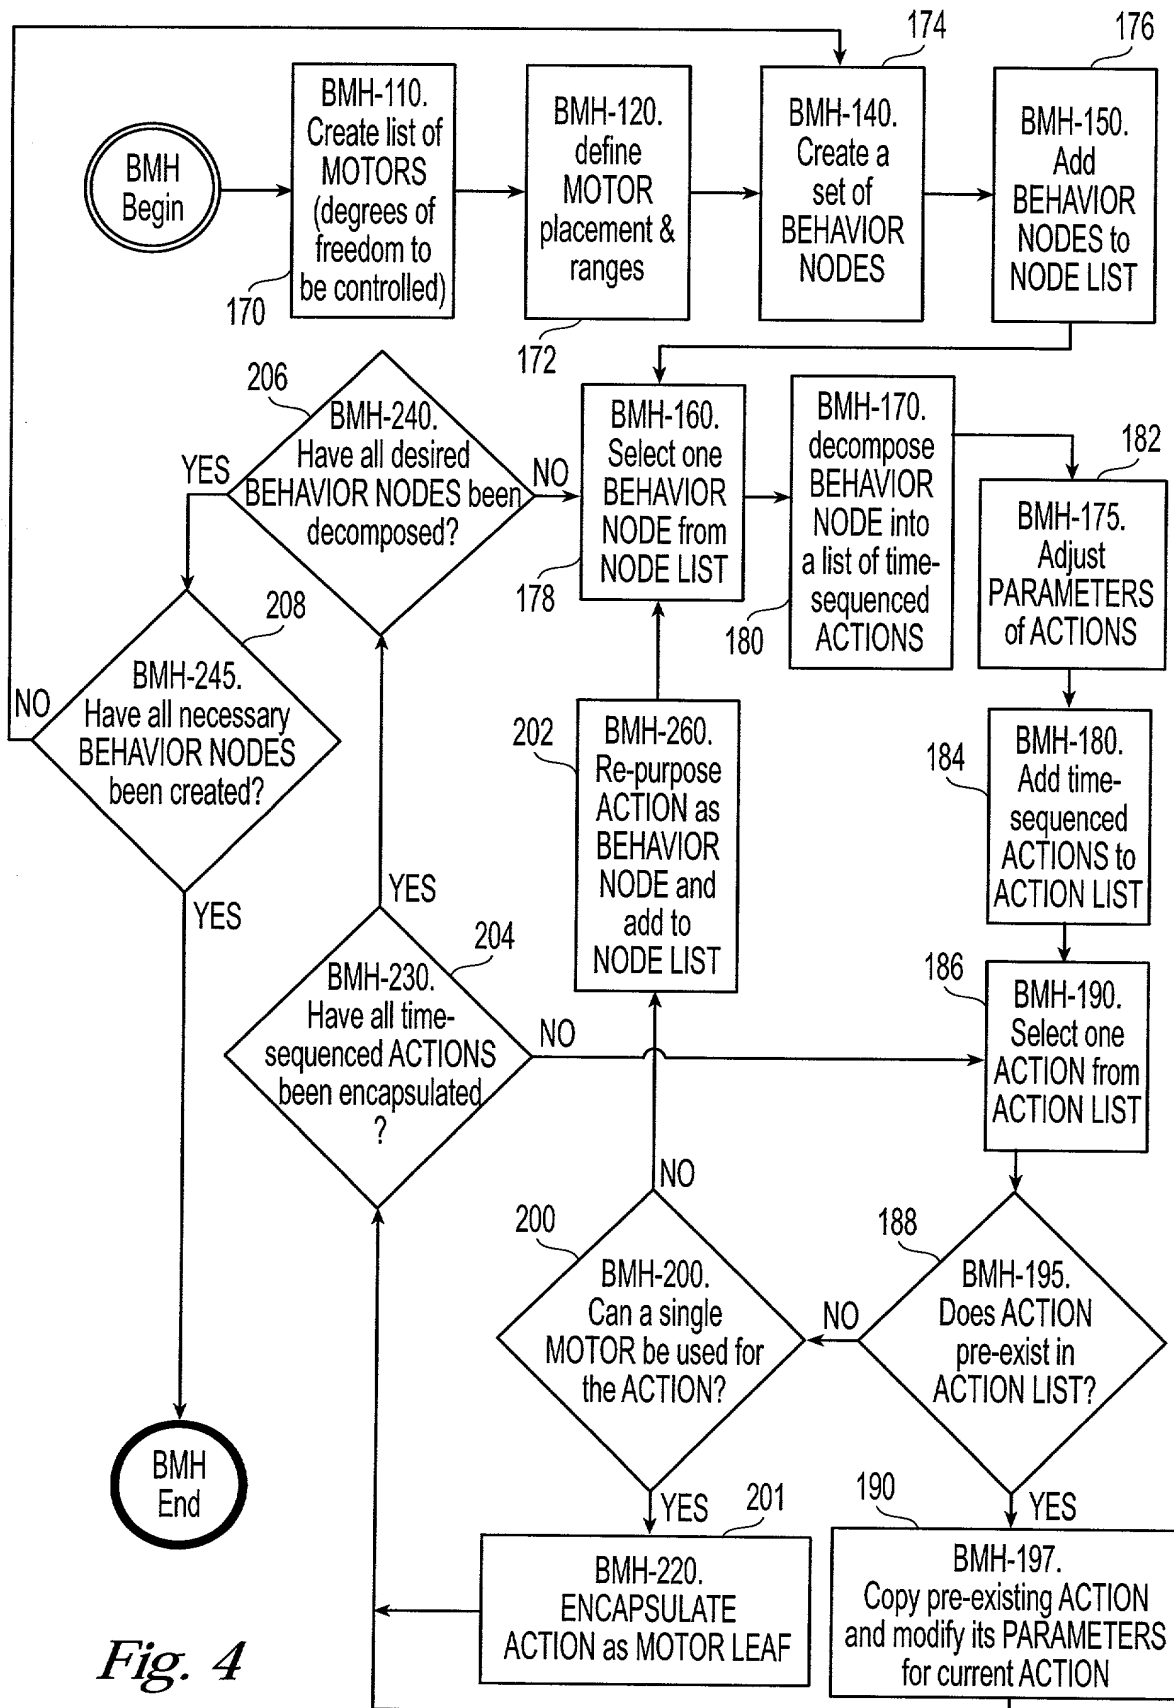 174
176
BMH
Begin
BMH-110.
Create list of
MOTORS
(degrees of
freedom to
be controlled)
170
BMH-120.
define
MOTOR
placement &
ranges
172
BMH-140.
Create a
set of
BEHAVIOR
NODES
BMH-150.
Add
BEHAVIOR
NODES to
NODE LIST
206
BMH-240.
Have all desired
BEHAVIOR NODES been
decomposed?
YES
NO
BMH-160.
Select one
BEHAVIOR
NODE from
NODE LIST
178
BMH-170.
decompose
BEHAVIOR
NODE into
a list of time-
sequenced
ACTIONS
180
182
BMH-175.
Adjust
PARAMETERS
of ACTIONS
208
BMH-245.
Have all necessary
BEHAVIOR NODES
been created?
NO
YES
202
BMH-260.
Re-purpose
ACTION as
BEHAVIOR
NODE and
add to
NODE LIST
184
BMH-180.
Add time-
sequenced
ACTIONS to
ACTION LIST
YES
204
BMH-230.
Have all time-
sequenced ACTIONS
been encapsulated
?
NO
186
BMH-190.
Select one
ACTION from
ACTION LIST
NO
200
BMH-200.
Can a single
MOTOR be used for
the ACTION?
YES
188
BMH-195.
Does ACTION
pre-exist in
ACTION LIST?
NO
YES
BMH
End
201
BMH-220.
ENCAPSULATE
ACTION as MOTOR LEAF
190
BMH-197.
Copy pre-existing ACTION
and modify its PARAMETERS
for current ACTION
Fig. 4